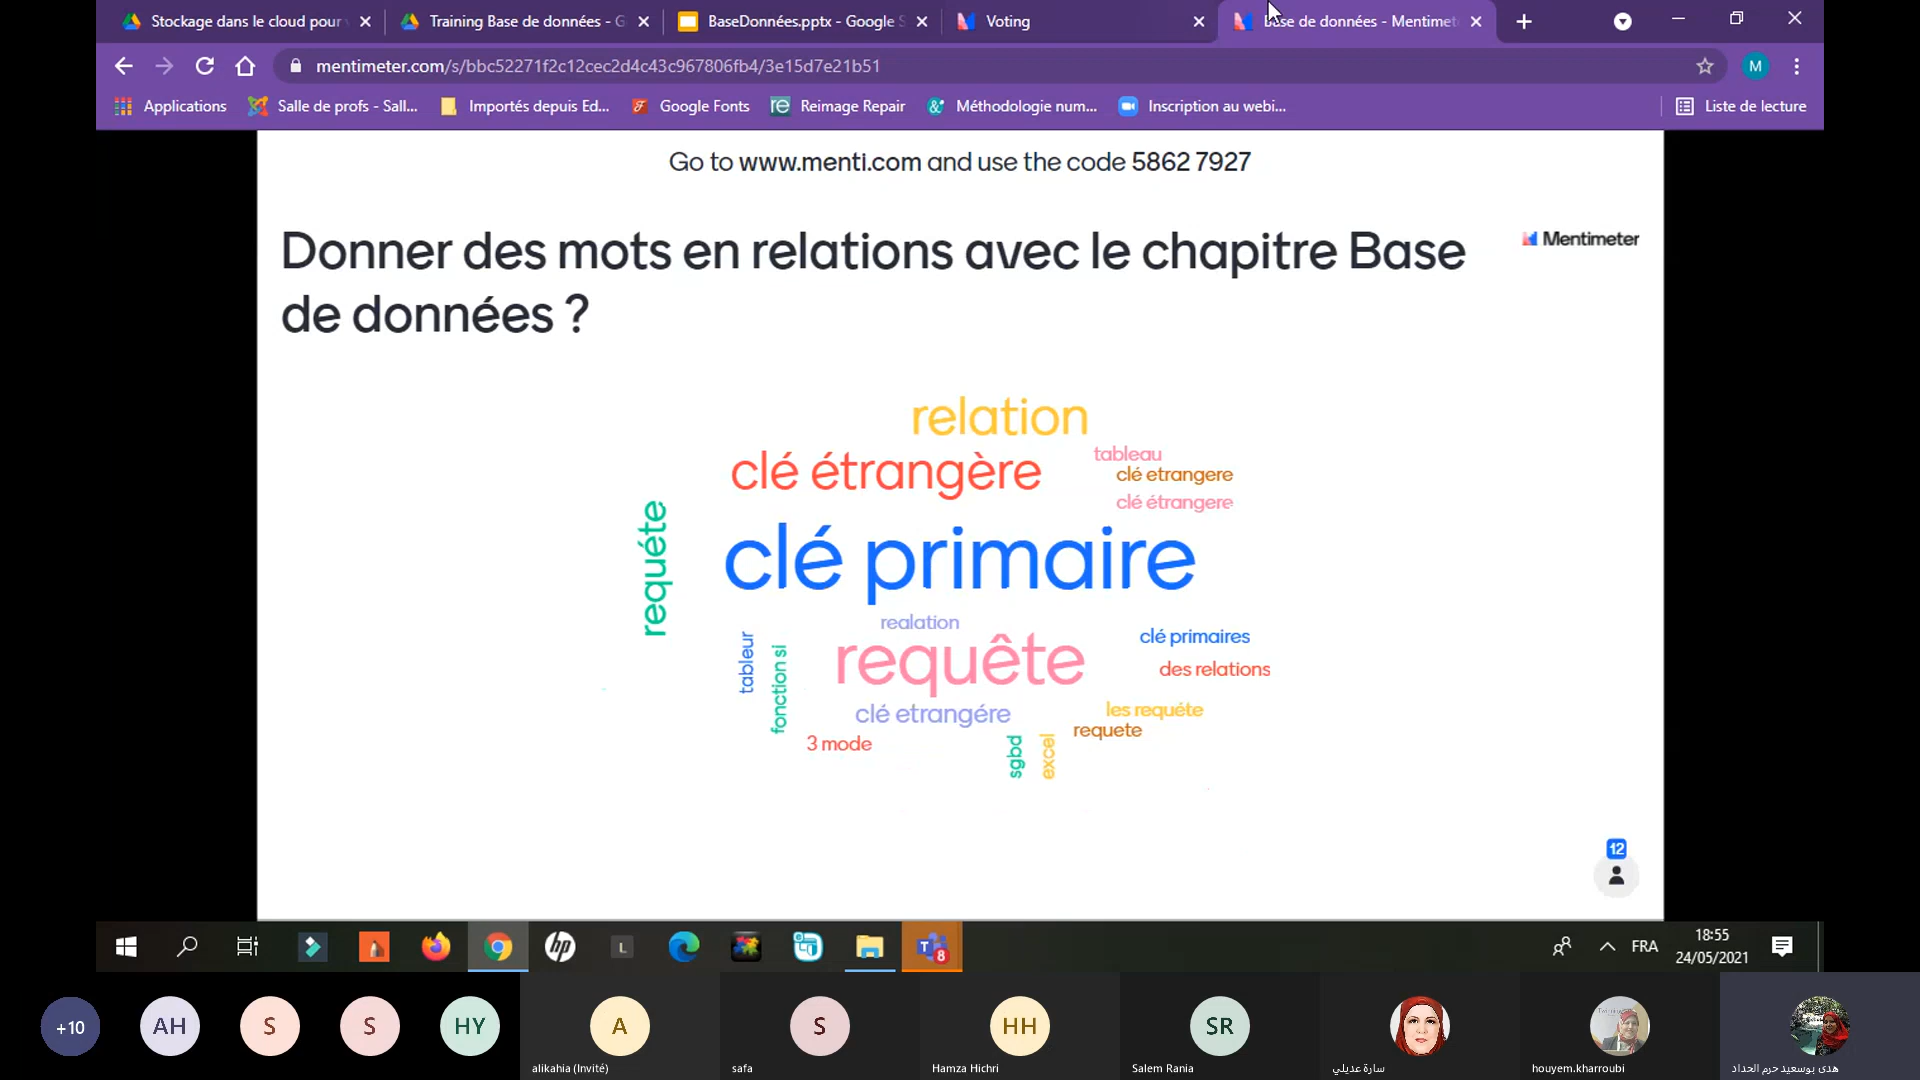 Stockage dans le cloud pour
Training Base de données - G
BaseDonnées.pptx - Google S
Voting
Base de données - Mentimet
mentimeter.com/s/bbc52271f2c12cec2d4c43c967806fb4/3e15d7e21b51
M
Applications
Salle de profs - Sall...
Importés depuis Ed...
Google Fonts
Reimage Repair
Méthodologie num...
Inscription au webi...
Liste de lecture
Go to www.menti.com and use the code 5862 7927
Donner des mots en relations avec le chapitre Base
de données ?
Mentimeter
relation
tableau
clé étrangère
clé etrangere
clé étrangere
requéte
clé primaire
realation
clé primaires
tableur
fonction si
requête
des relations
clé etrangére
les requéte
requete
3 mode
sgbd
excel
12
hp
L
T
8
FRA
18:55
24/05/2021
+10
AH
S
S
HY
A
S
HH
SR
alikahia (Invité)
safa
Hamza Hichri
Salem Rania
سارة عديلي
houyem.kharroubi
هدى بوسعيد حرم الحداد